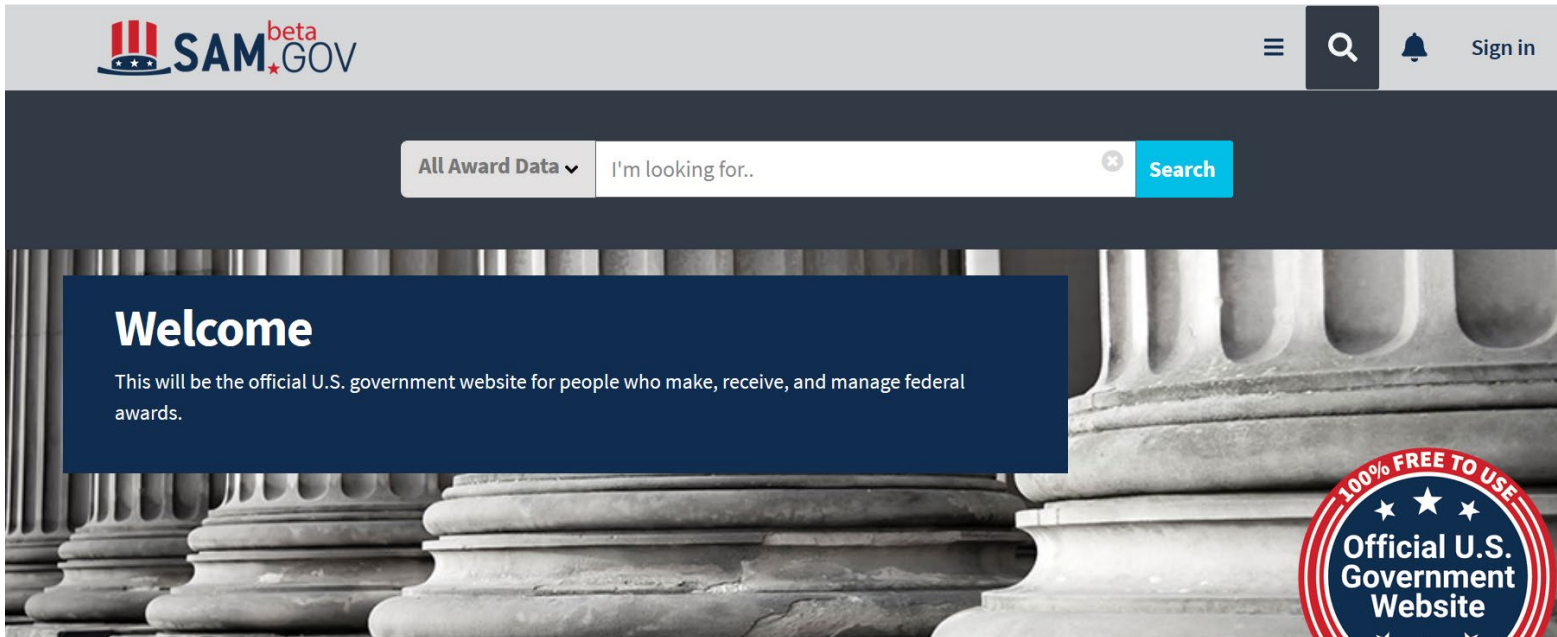 SAM.GOV beta
Sign in
All Award Data
I'm looking for..
Search
Welcome
This will be the official U.S. government website for people who make, receive, and manage federal
awards.
100% FREE TO USE
Official U.S.
Government
Website